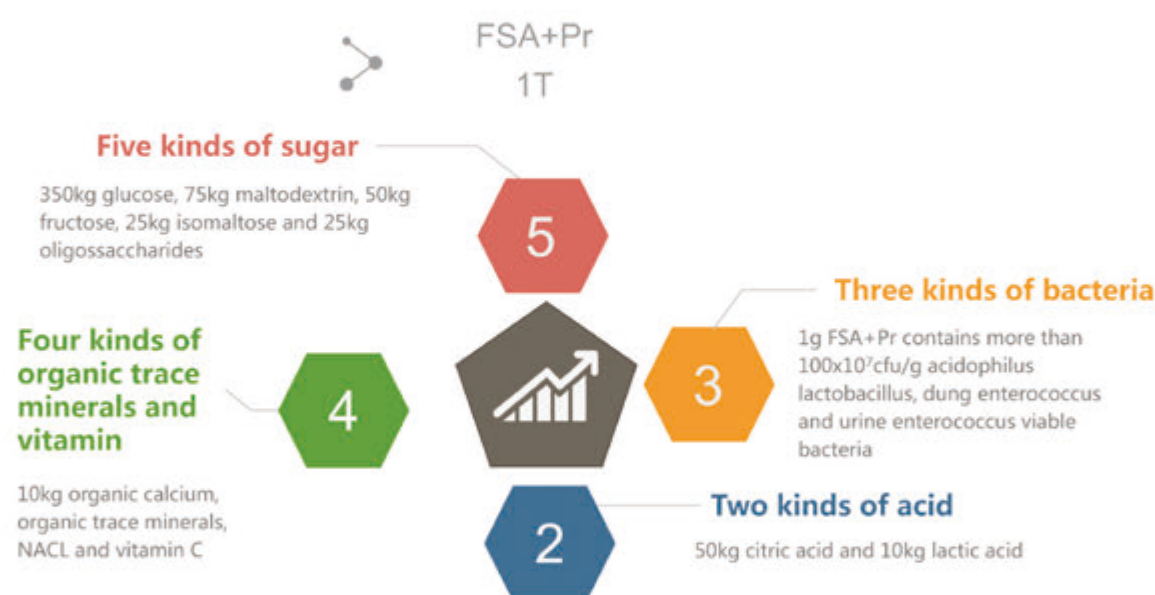 FSA+Pr
1T
Five kinds of sugar
350kg glucose, 75kg maltodextrin, 50kg
fructose, 25kg isomaltose and 25kg
oligossaccharides
5
Three kinds of bacteria
1g FSA+Pr contains more than
100x10⁷cfu/g acidophilus
lactobacillus, dung enterococcus
and urine enterococcus viable
bacteria
3
Four kinds of
organic trace
minerals and
vitamin
10kg organic calcium,
organic trace minerals,
NACL and vitamin C
4
Two kinds of acid
50kg citric acid and 10kg lactic acid
2